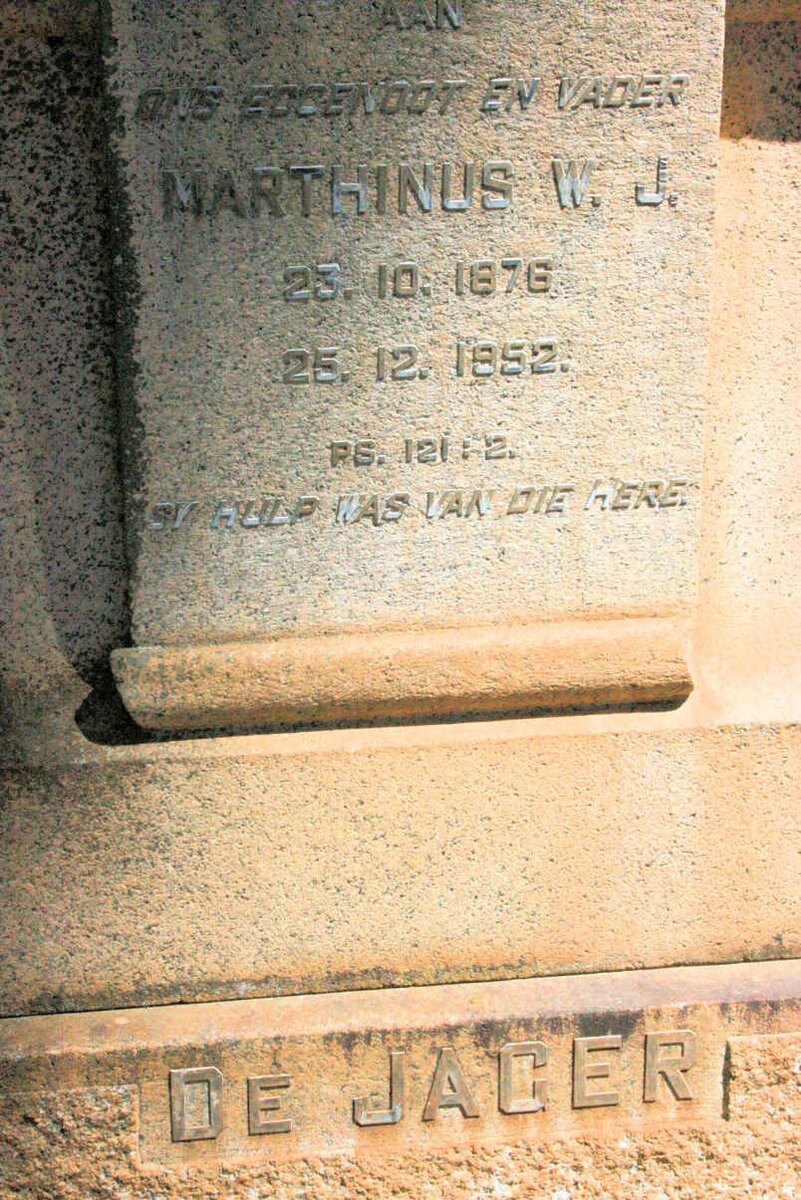 AAN
ONS EGGENOOT EN VADER
MARTHINUS W. J.
23. 10. 1876
25. 12. 1952.
PS. 121 : 2.
SY HULP WAS VAN DIE HERE.
DE JAGER